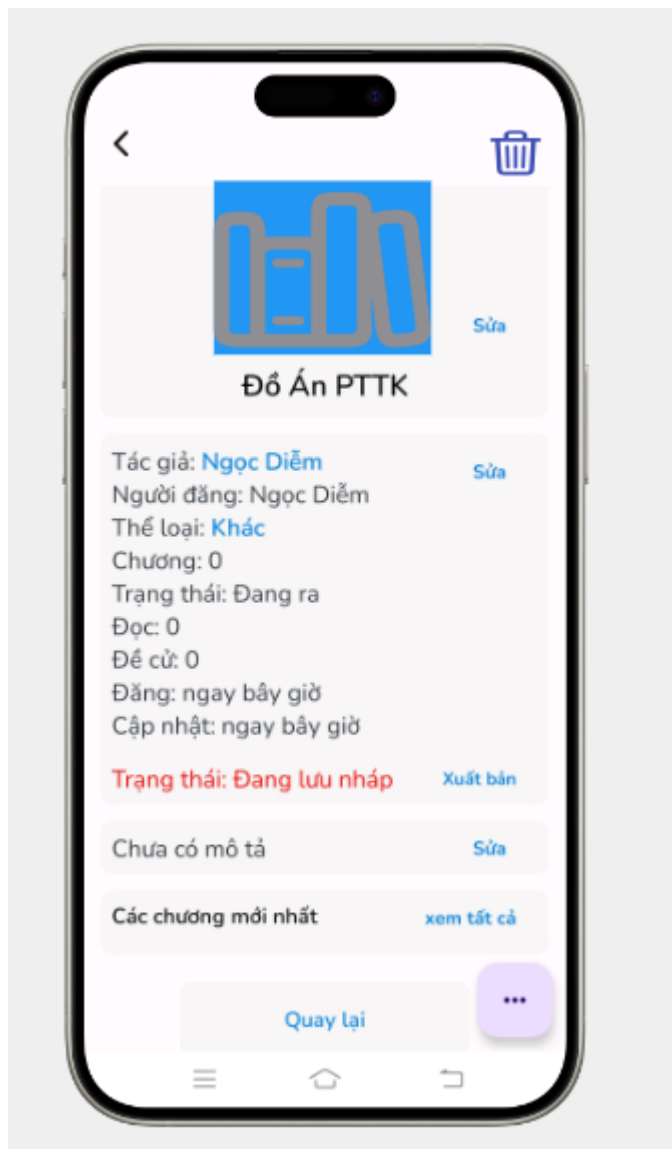 Sửa
Đồ Án PTTK
Tác giả: Ngọc Diễm
Sửa
Người đăng: Ngọc Diễm
Thể loại: Khác
Chương: 0
Trạng thái: Đang ra
Đọc: 0
Đề cử: 0
Đăng: ngay bây giờ
Cập nhật: ngay bây giờ
Trạng thái: Đang lưu nháp
Xuất bản
Chưa có mô tả
Sửa
Các chương mới nhất
xem tất cả
Quay lại